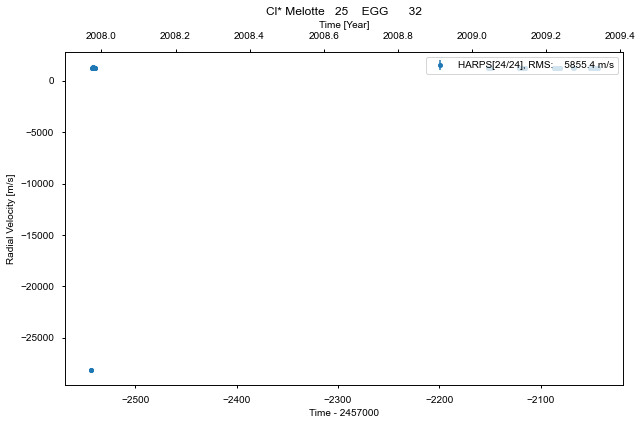 Cl* Melotte   25    EGG      32
Time [Year]
2008.0 2008.2 2008.4 2008.6 2008.8 2009.0 2009.2 2009.4
HARPS[24/24], RMS:    5855.4 m/s
0
−5000
−10000
−15000
−20000
−25000
Radial Velocity [m/s]
−2500 −2400 −2300 −2200 −2100
Time - 2457000